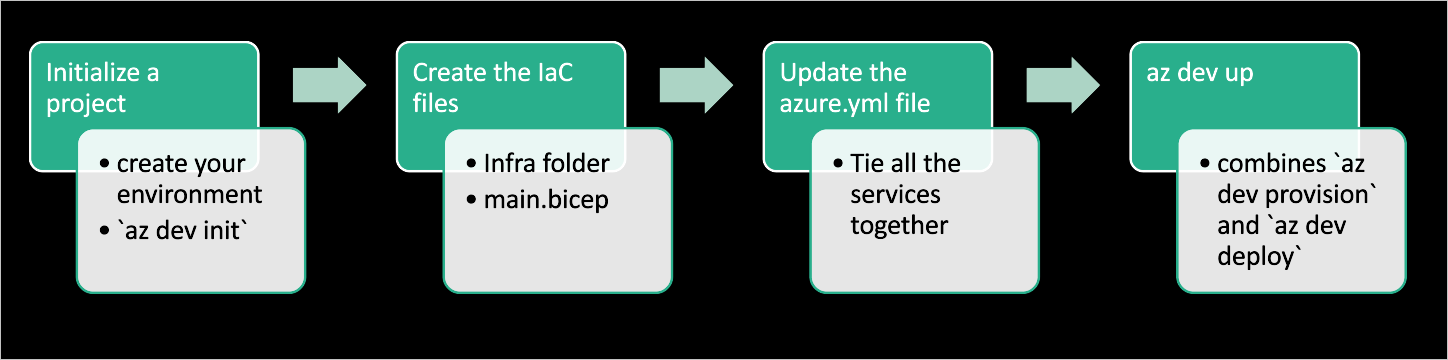 Initialize a
project
• create your
environment
• `az dev init`
Create the IaC
files
• Infra folder
• main.bicep
Update the
azure.yml file
• Tie all the
services
together
az dev up
• combines `az
dev provision`
and `az dev
deploy`